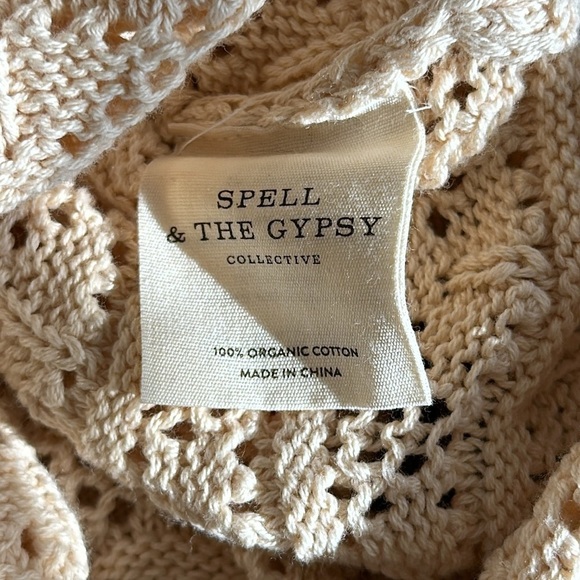 SPELL
& THE GYPSY
COLLECTIVE
100% ORGANIC COTTON
MADE IN CHINA